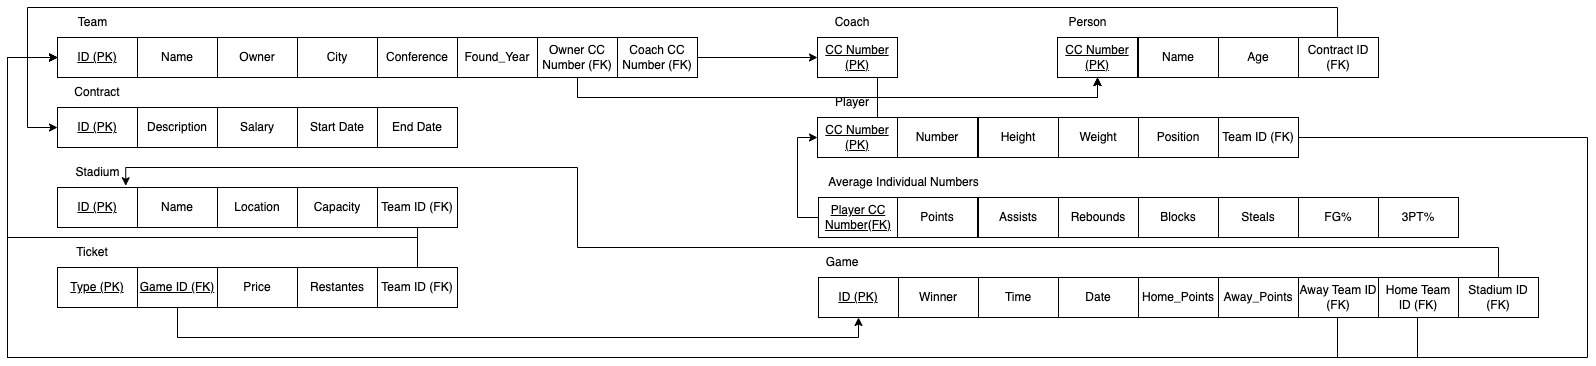 Team
ID (PK) Name Owner City Conference Found_Year Owner CC Number (FK) Coach CC Number (FK)
Coach
CC Number (PK)
Person
CC Number (PK) Name Age Contract ID (FK)
Contract
ID (PK) Description Salary Start Date End Date
Player
CC Number (PK) Number Height Weight Position Team ID (FK)
Stadium
ID (PK) Name Location Capacity Team ID (FK)
Average Individual Numbers
Player CC Number(FK) Points Assists Rebounds Blocks Steals FG% 3PT%
Ticket
Type (PK) Game ID (FK) Price Restantes Team ID (FK)
Game
ID (PK) Winner Time Date Home_Points Away_Points Away Team ID (FK) Home Team ID (FK) Stadium ID (FK)